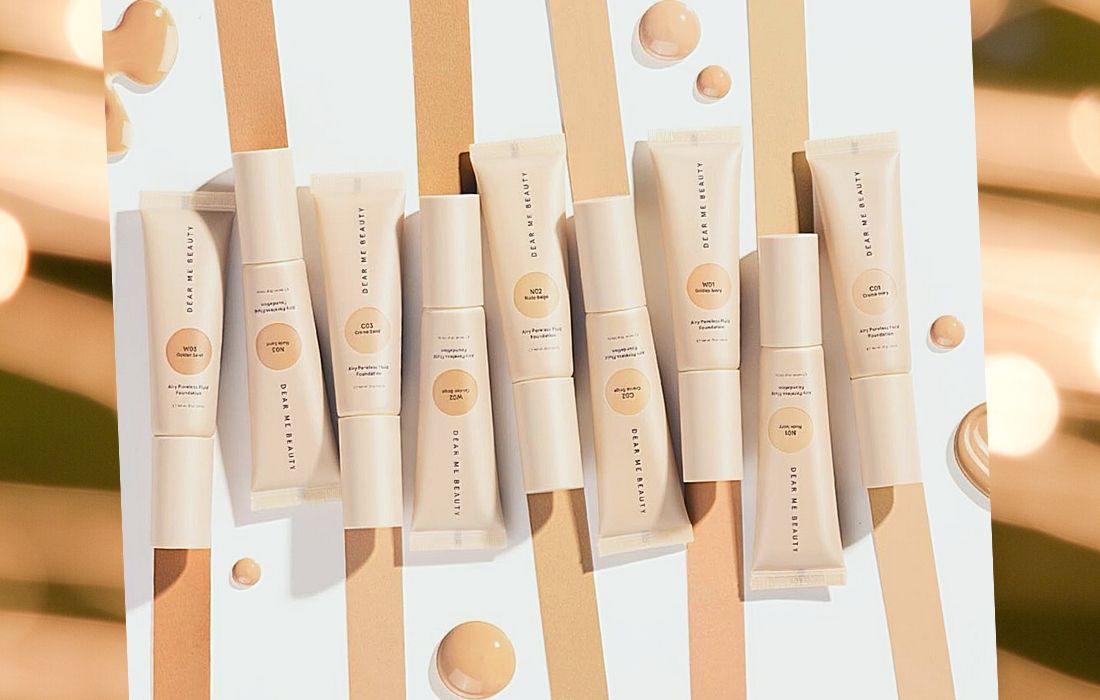 DEAR ME BEAUTY
W03
Golden Sand
Airy Poreless Fluid
Foundation
Airy Poreless Fluid
Foundation
N03
Nude Sand
DEAR ME BEAUTY
DEAR ME BEAUTY
C03
Creme Sand
Airy Poreless Fluid
Foundation
Airy Poreless Fluid
Foundation
W02
Golden Beige
DEAR ME BEAUTY
DEAR ME BEAUTY
N02
Nude Beige
Airy Poreless Fluid
Foundation
Airy Poreless Fluid
Foundation
C02
Creme Beige
DEAR ME BEAUTY
DEAR ME BEAUTY
W01
Golden Ivory
Airy Poreless Fluid
Foundation
Airy Poreless Fluid
Foundation
N01
Nude Ivory
DEAR ME BEAUTY
DEAR ME BEAUTY
C01
Creme Ivory
Airy Poreless Fluid
Foundation